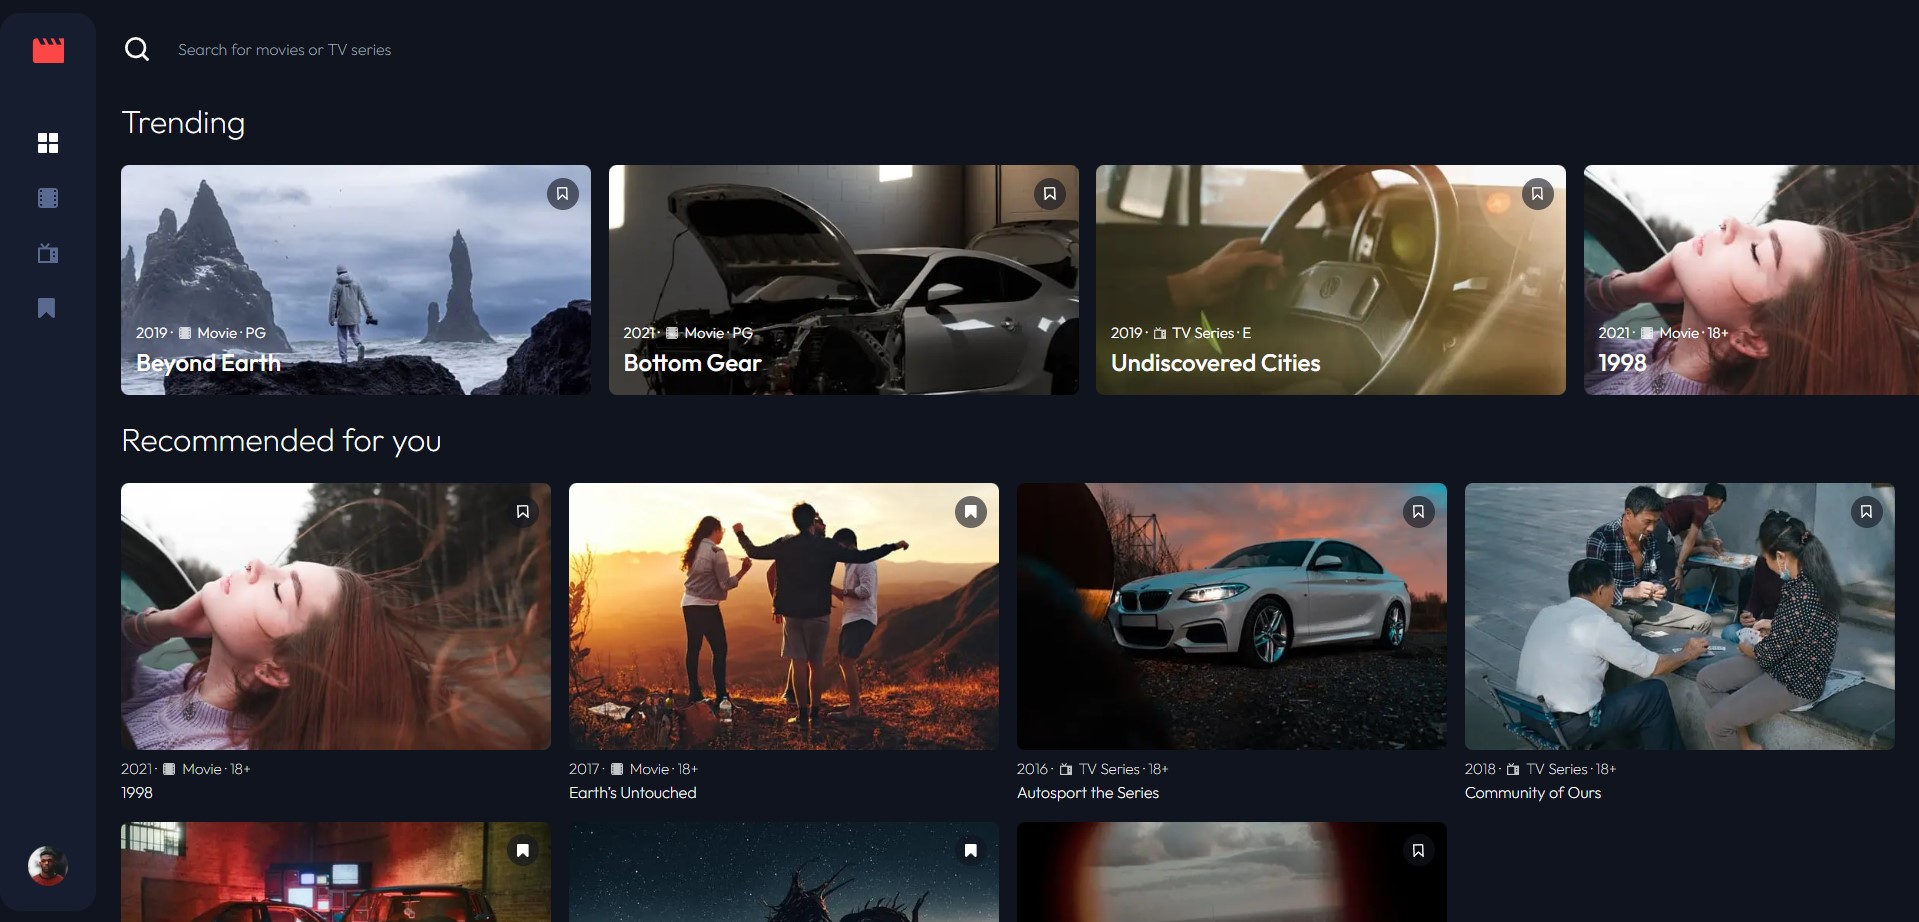 Search for movies or TV series
Trending
2019 · Movie · PG
Beyond Earth
2021 · Movie · PG
Bottom Gear
2019 · TV Series · E
Undiscovered Cities
2021 · Movie · 18+
1998
Recommended for you
2021 · Movie · 18+
1998
2017 · Movie · 18+
Earth's Untouched
2016 · TV Series · 18+
Autosport the Series
2018 · TV Series · 18+
Community of Ours